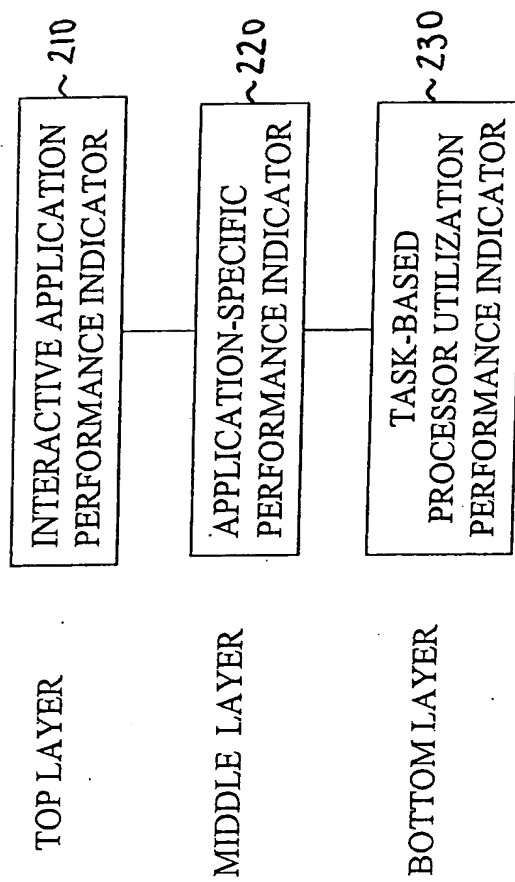 TOP LAYER
INTERACTIVE APPLICATION
PERFORMANCE INDICATOR
~210
MIDDLE LAYER
APPLICATION-SPECIFIC
PERFORMANCE INDICATOR
~220
BOTTOM LAYER
TASK-BASED
PROCESSOR UTILIZATION
PERFORMANCE INDICATOR
~230